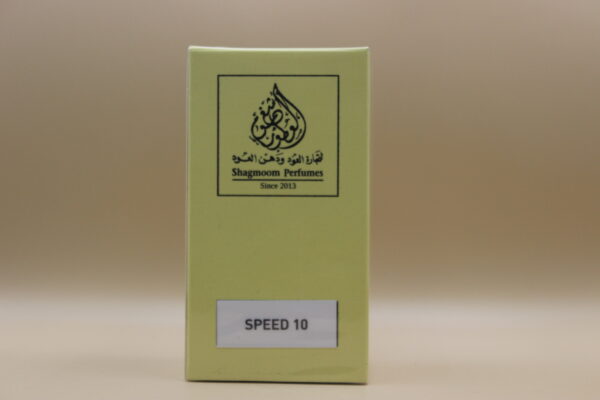 لتجارة العود ودهن العود
Shagmoom Perfumes
Since 2013
SPEED 10